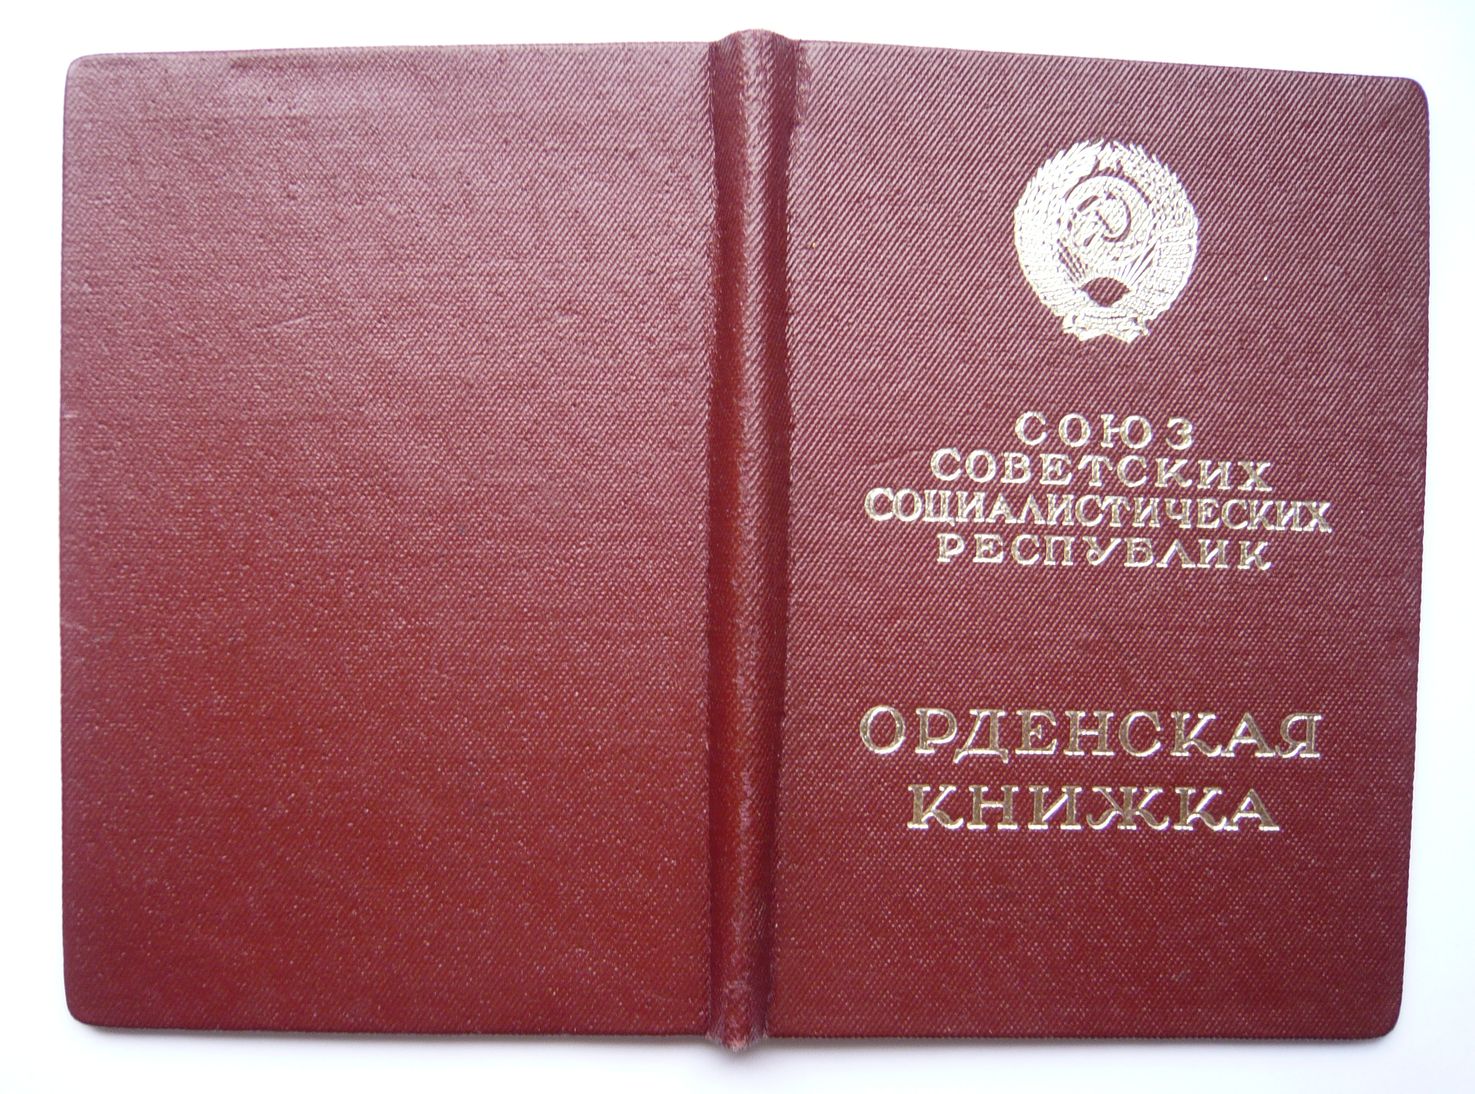 СОЮЗ
СОВЕТСКИХ
СОЦИАЛИСТИЧЕСКИХ
РЕСПУБЛИК
ОРДЕНСКАЯ
КНИЖКА